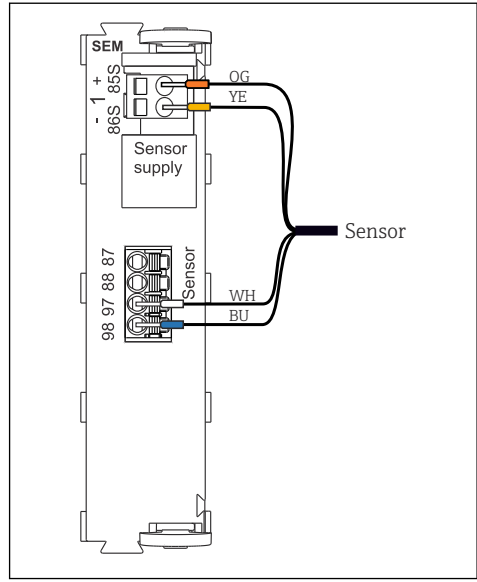 SEM
- 1 +
86S 85S
OG
YE
Sensor
supply
Sensor
98 97 88 87
Sensor
WH
BU